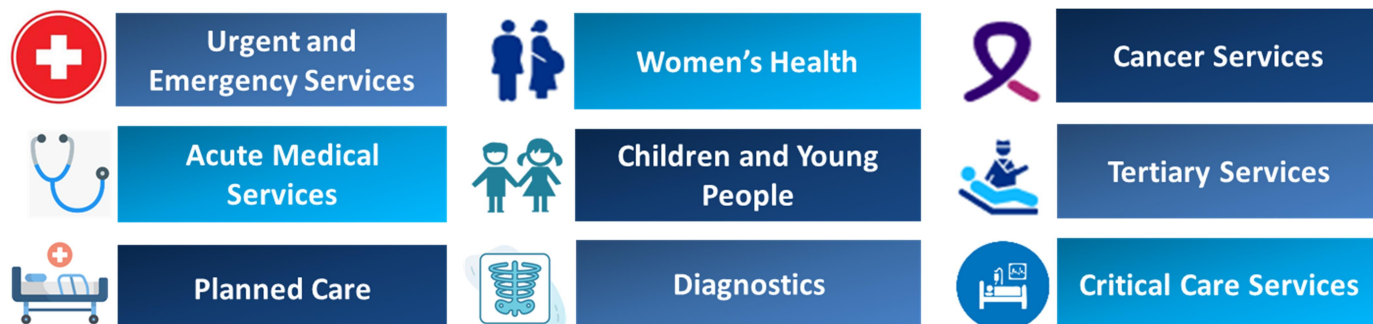 Urgent and
Emergency Services
Women's Health
Cancer Services
Acute Medical
Services
Children and Young
People
Tertiary Services
Planned Care
Diagnostics
Critical Care Services